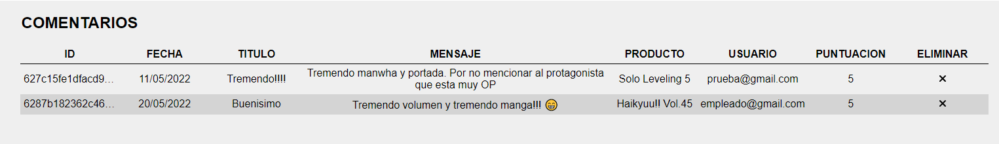 COMENTARIOS
ID FECHA TITULO MENSAJE PRODUCTO USUARIO PUNTUACION ELIMINAR
627c15fe1dfacd9... 11/05/2022 Tremendo!!!! Tremendo manwha y portada. Por no mencionar al protagonista que esta muy OP Solo Leveling 5 prueba@gmail.com 5 ×
6287b182362c46... 20/05/2022 Buenisimo Tremendo volumen y tremendo manga!!! 😁 Haikyuu!! Vol.45 empleado@gmail.com 5 ×